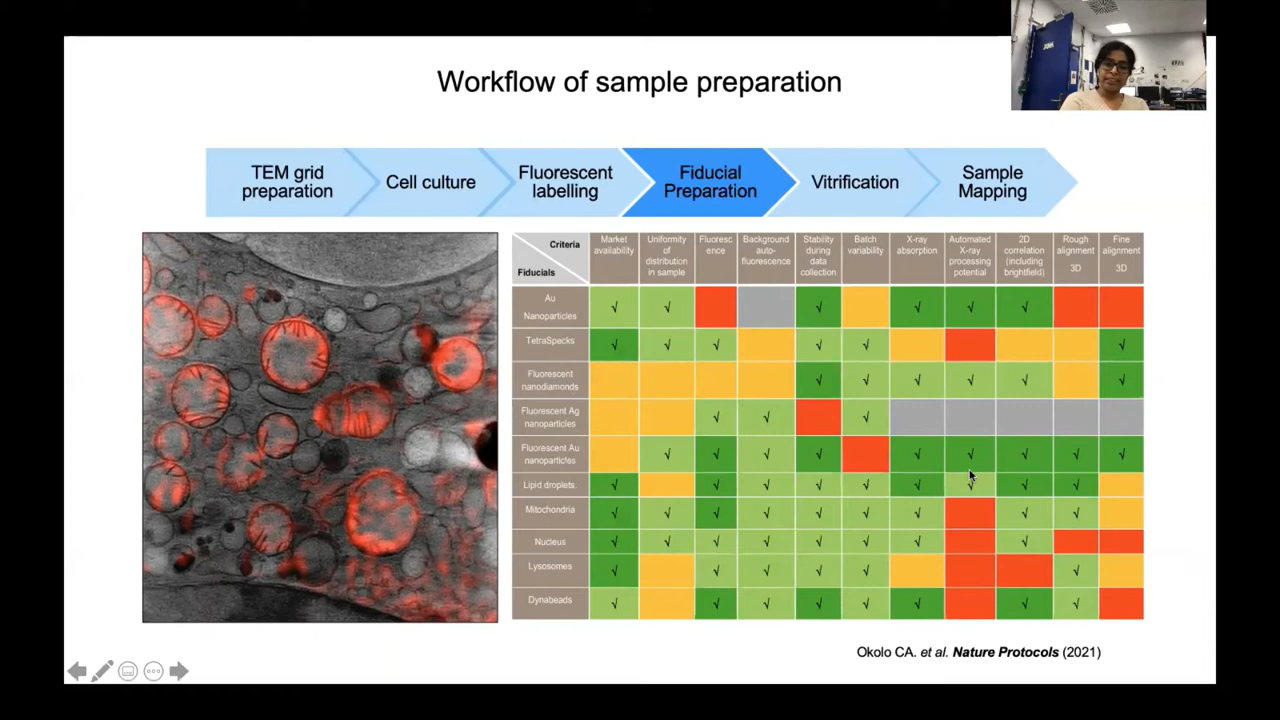 Workflow of sample preparation
TEM grid
preparation
Cell culture
Fluorescent
labelling
Fiducial
Preparation
Vitrification
Sample
Mapping
Criteria
Fiducials
Market
availability
Uniformity
of
distribution
in sample
Fluoresc
ence
Background
auto-
fluorescence
Stability
during
data
collection
Batch
variability
X-ray
absorption
Automated
X-ray
processing
potential
2D
correlation
(including
brightfield)
Rough
alignment
3D
Fine
alignment
3D
Au
Nanoparticles
√ √ √ √ √ √
TetraSpecks
√ √ √ √ √ √
Fluorescent
nanodiamonds
√ √ √ √ √ √
Fluorescent Ag
nanoparticles
√ √ √
Fluorescent Au
nanoparticles
√ √ √ √ √ √ √ √ √
Lipid droplets.
√ √ √ √ √ √ √ √ √
Mitochondria
√ √ √ √ √ √ √ √ √
Nucleus
√ √ √ √ √ √ √ √
Lysosomes
√ √ √ √ √ √
Dynabeads
√ √ √ √ √ √ √ √
Okolo CA. et al. Nature Protocols (2021)